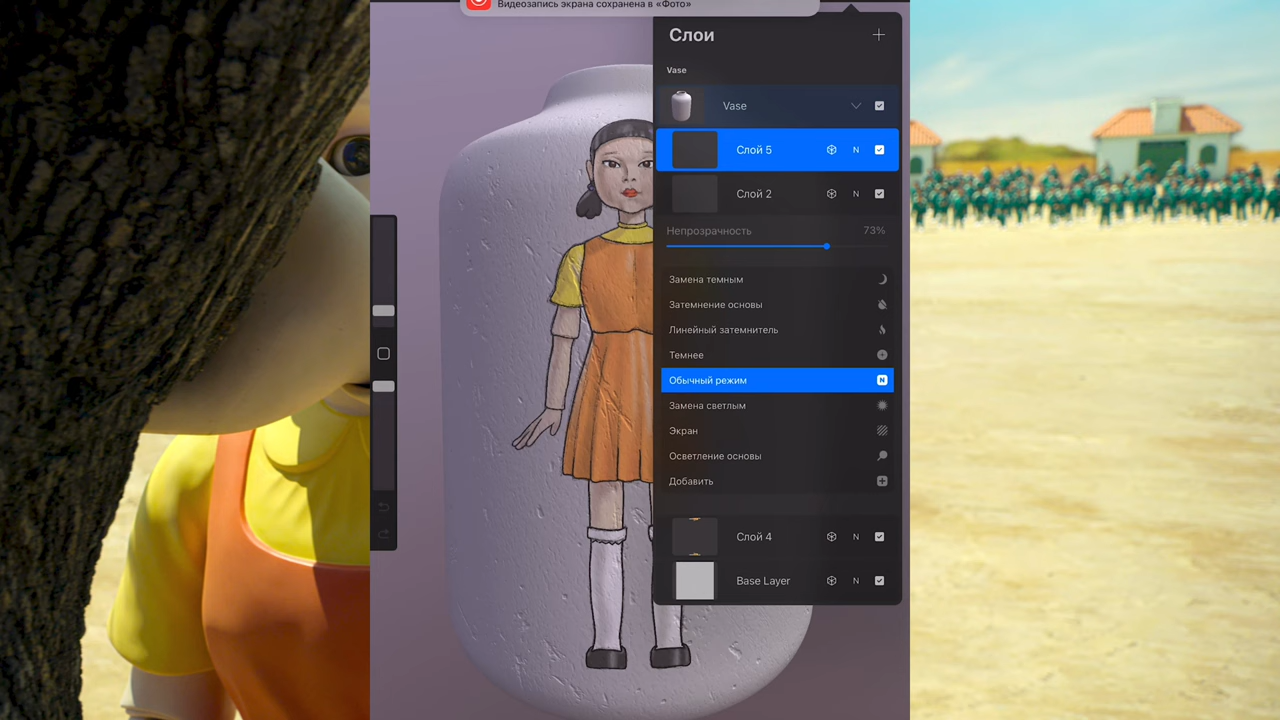 Видеозапись экрана сохранена в «Фото»
Слои
Vase
Vase
Слой 5
N
Слой 2
N
Непрозрачность 73%
Замена темным
Затемнение основы
Линейный затемнитель
Темнее
Обычный режим N
Замена светлым
Экран
Осветление основы
Добавить
Слой 4
N
Base Layer
N